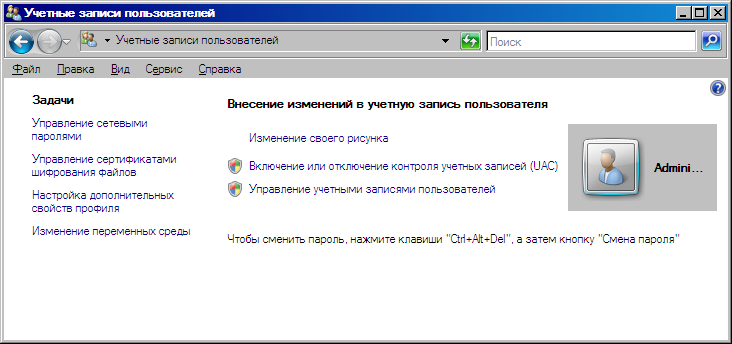 Учетные записи пользователей
Учетные записи пользователей
Поиск
Файл Правка Вид Сервис Справка
Задачи
Управление сетевыми
паролями
Управление сертификатами
шифрования файлов
Настройка дополнительных
свойств профиля
Изменение переменных среды
Внесение изменений в учетную запись пользователя
Изменение своего рисунка
Включение или отключение контроля учетных записей (UAC)
Управление учетными записями пользователей
Admini...
Чтобы сменить пароль, нажмите клавиши "Ctrl+Alt+Del", а затем кнопку "Смена пароля"